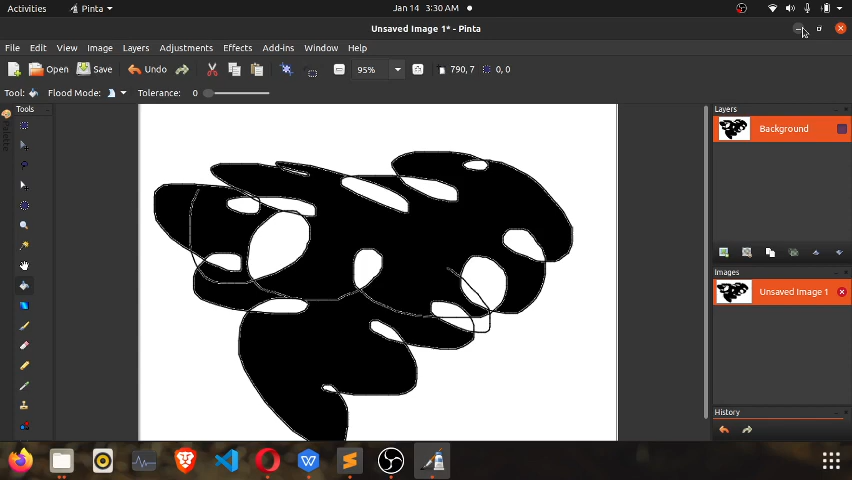 Activities Pinta Jan 14 3:30 AM
Unsaved Image 1* - Pinta
File Edit View Image Layers Adjustments Effects Add-ins Window Help
Open Save Undo 95% 790, 7 0, 0
Tool: Flood Mode: Tolerance: 0
Palette
Tools
Layers
Background
Images
Unsaved Image 1
History